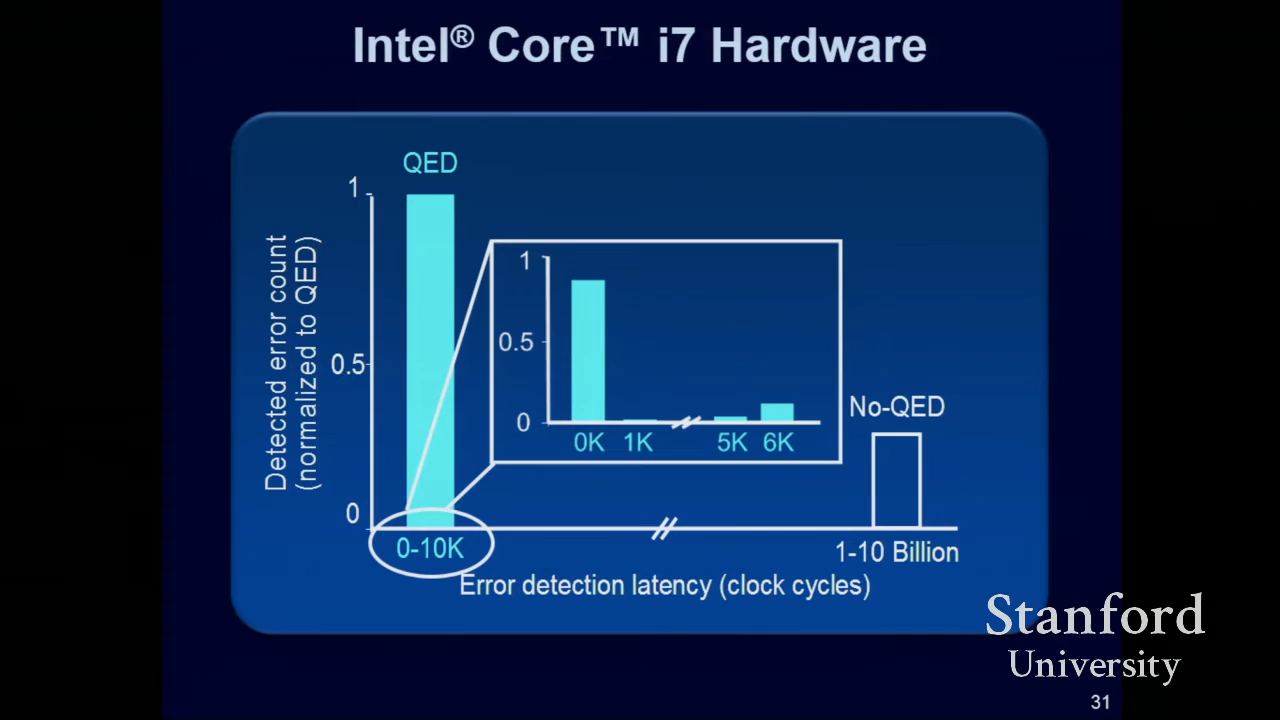 Intel® Core™ i7 Hardware
QED
1
0.5
0
Detected error count
(normalized to QED)
1
0.5
0
0K 1K 5K 6K
No-QED
0-10K
1-10 Billion
Error detection latency (clock cycles)
Stanford
University
31